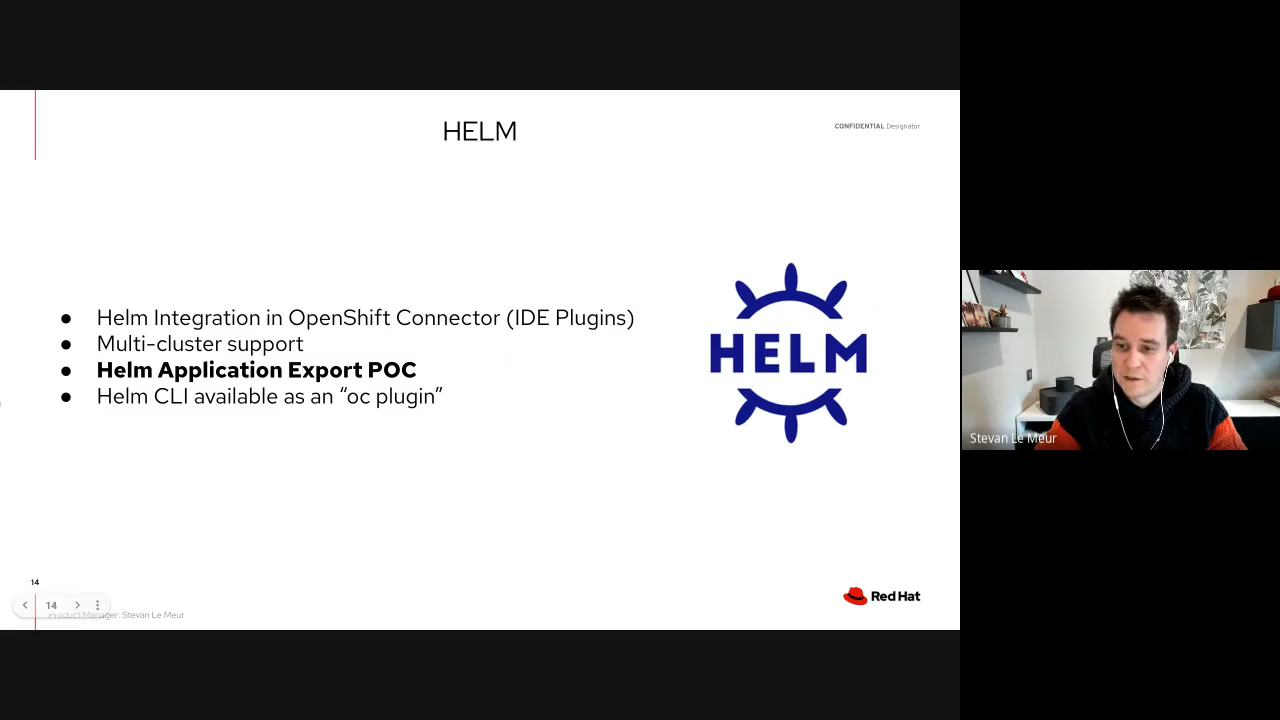 HELM
CONFIDENTIAL Designator
● Helm Integration in OpenShift Connector (IDE Plugins)
● Multi-cluster support
● Helm Application Export POC
● Helm CLI available as an “oc plugin”
HELM
Stevan Le Meur
14
14
Product Manager: Stevan Le Meur
Red Hat